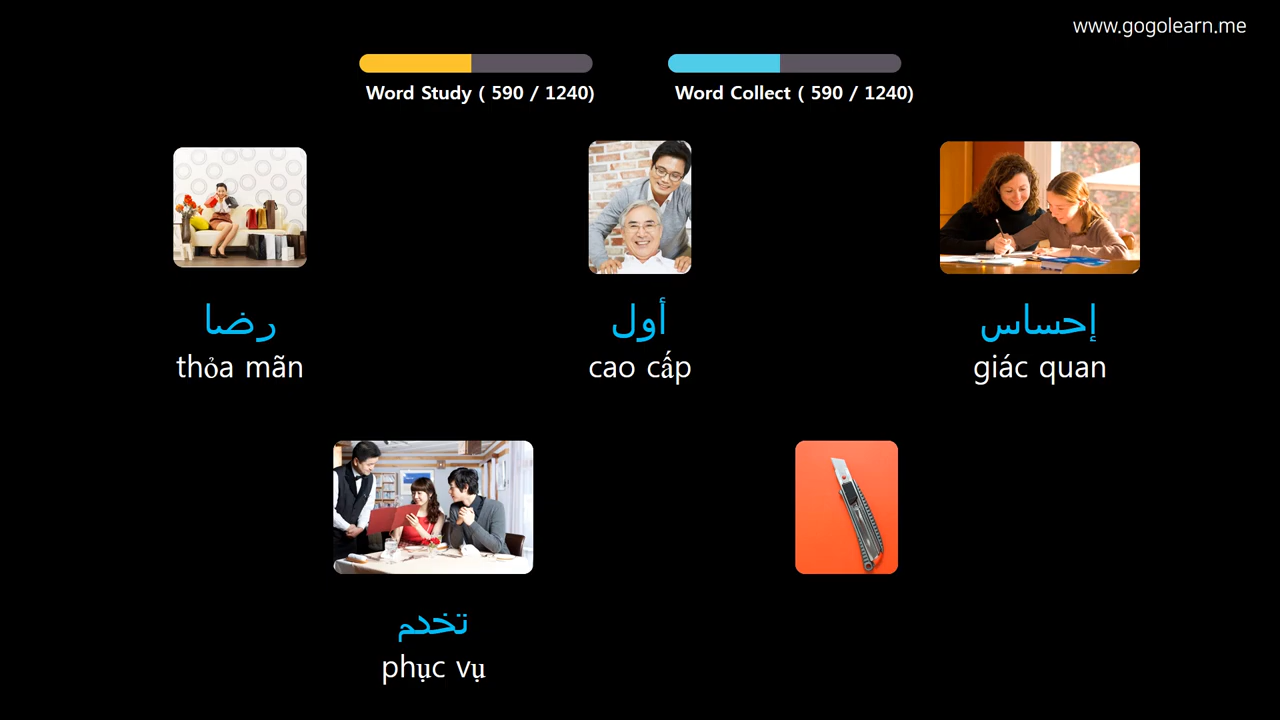 www.gogolearn.me
Word Study ( 590 / 1240)
Word Collect ( 590 / 1240)
رضا
thỏa mãn
أول
cao cấp
إحساس
giác quan
تخدم
phục vụ